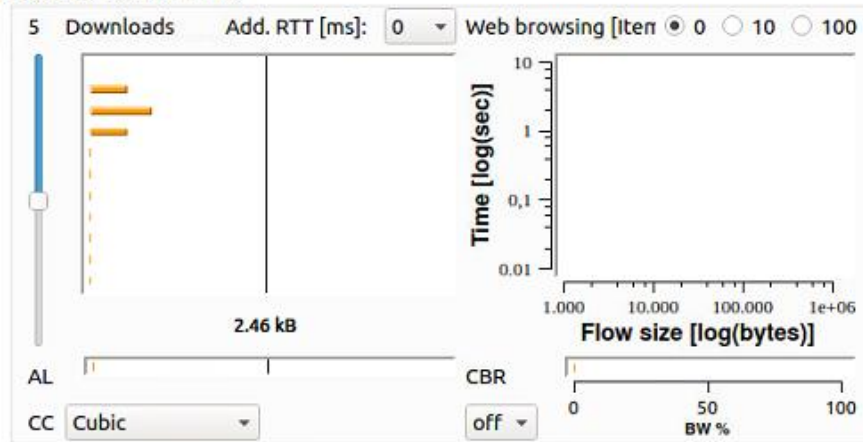 5 Downloads Add. RTT [ms]: 0 Web browsing [Iten 0 10 100
10
1
0,1
0.01
Time [log(sec)]
1.000 10.000 100.000 1e+06
Flow size [log(bytes)]
2.46 kB
AL CBR
0 50 100
BW %
CC Cubic off